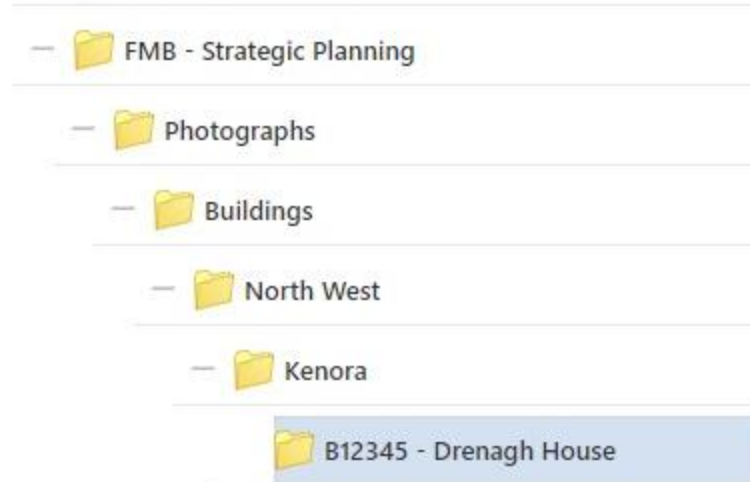 FMB - Strategic Planning
Photographs
Buildings
North West
Kenora
B12345 - Drenagh House